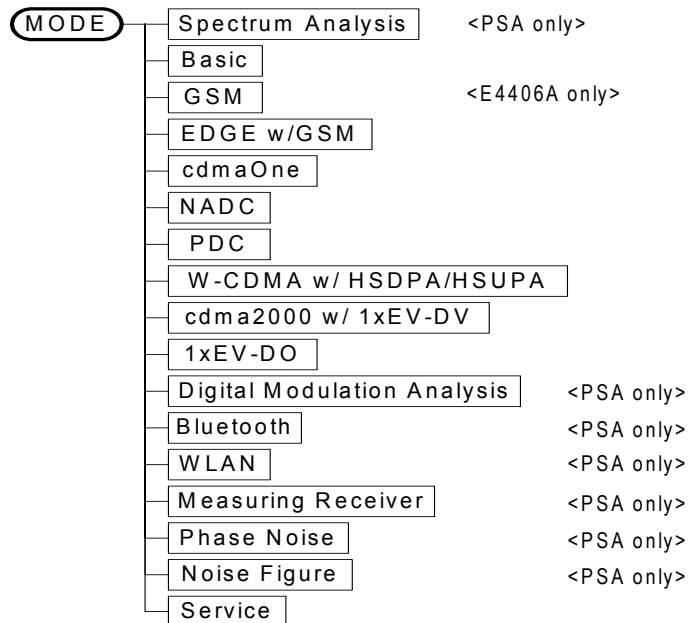 MODE
Spectrum Analysis <PSA only>
Basic
GSM <E4406A only>
EDGE w/GSM
cdmaOne
NADC
PDC
W-CDMA w/ HSDPA/HSUPA
cdma2000 w/ 1xEV-DV
1xEV-DO
Digital Modulation Analysis <PSA only>
Bluetooth <PSA only>
WLAN <PSA only>
Measuring Receiver <PSA only>
Phase Noise <PSA only>
Noise Figure <PSA only>
Service